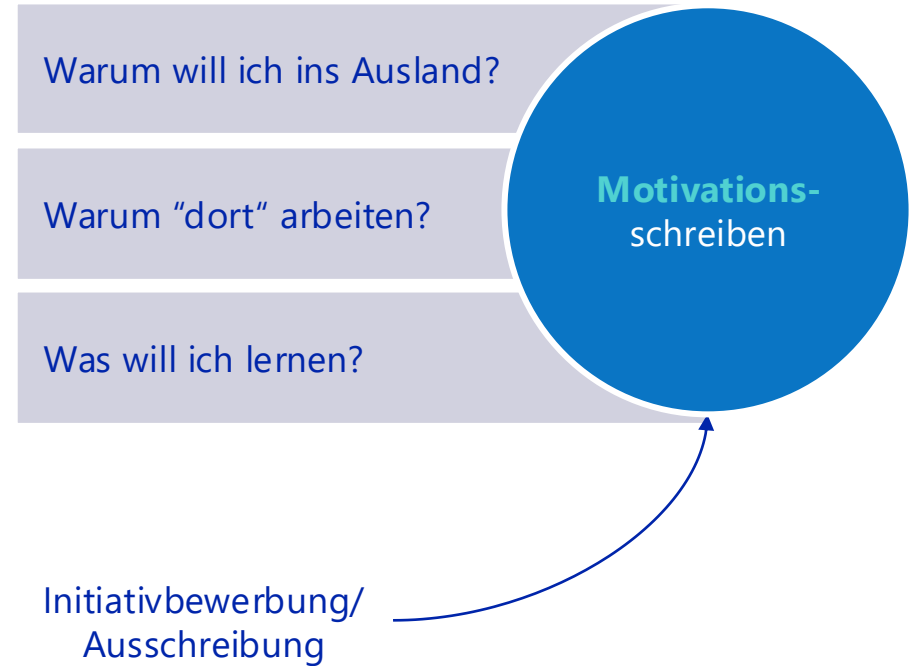 Warum will ich ins Ausland?
Warum “dort“ arbeiten?
Was will ich lernen?
Motivations-
schreiben
Initiativbewerbung/
Ausschreibung